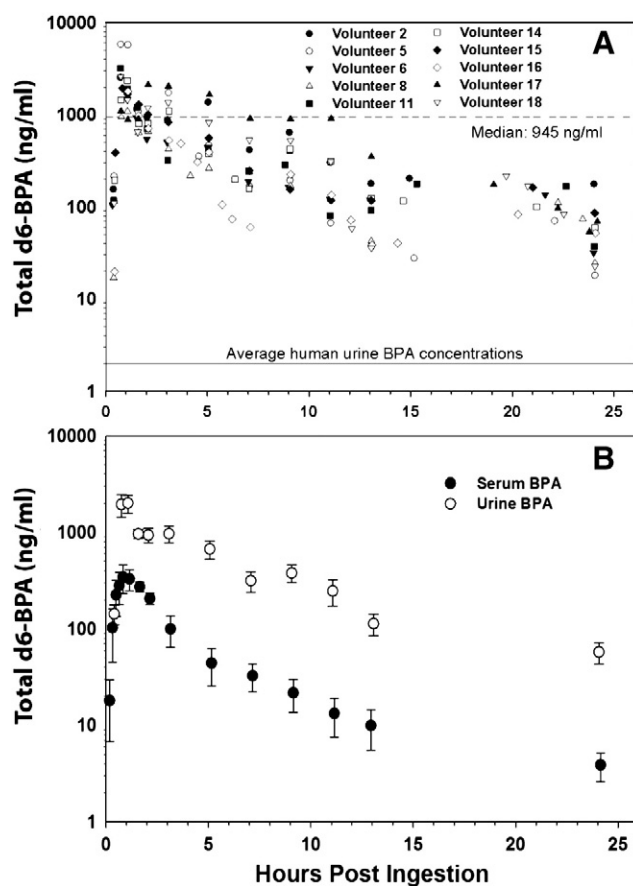 A
Volunteer 2
Volunteer 5
Volunteer 6
Volunteer 8
Volunteer 11
Volunteer 14
Volunteer 15
Volunteer 16
Volunteer 17
Volunteer 18
Median: 945 ng/ml
Average human urine BPA concentrations
Total d6-BPA (ng/ml)
10000
1000
100
10
1
0 5 10 15 20 25
B
Serum BPA
Urine BPA
Total d6-BPA (ng/ml)
10000
1000
100
10
1
0 5 10 15 20 25
Hours Post Ingestion